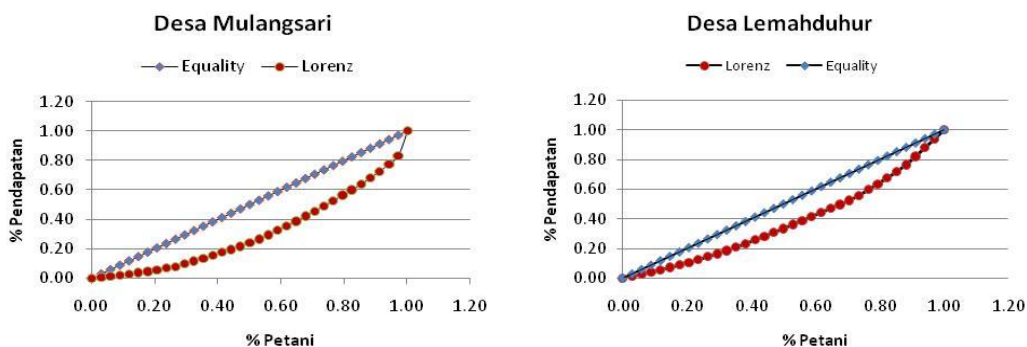 Desa Mulangsari
Equality Lorenz
% Pendapatan
1.20
1.00
0.80
0.60
0.40
0.20
0.00
0.00 0.20 0.40 0.60 0.80 1.00 1.20
% Petani
Desa Lemahduhur
Lorenz Equality
% Pendapatan
1.20
1.00
0.80
0.60
0.40
0.20
0.00
0.00 0.20 0.40 0.60 0.80 1.00 1.20
% Petani